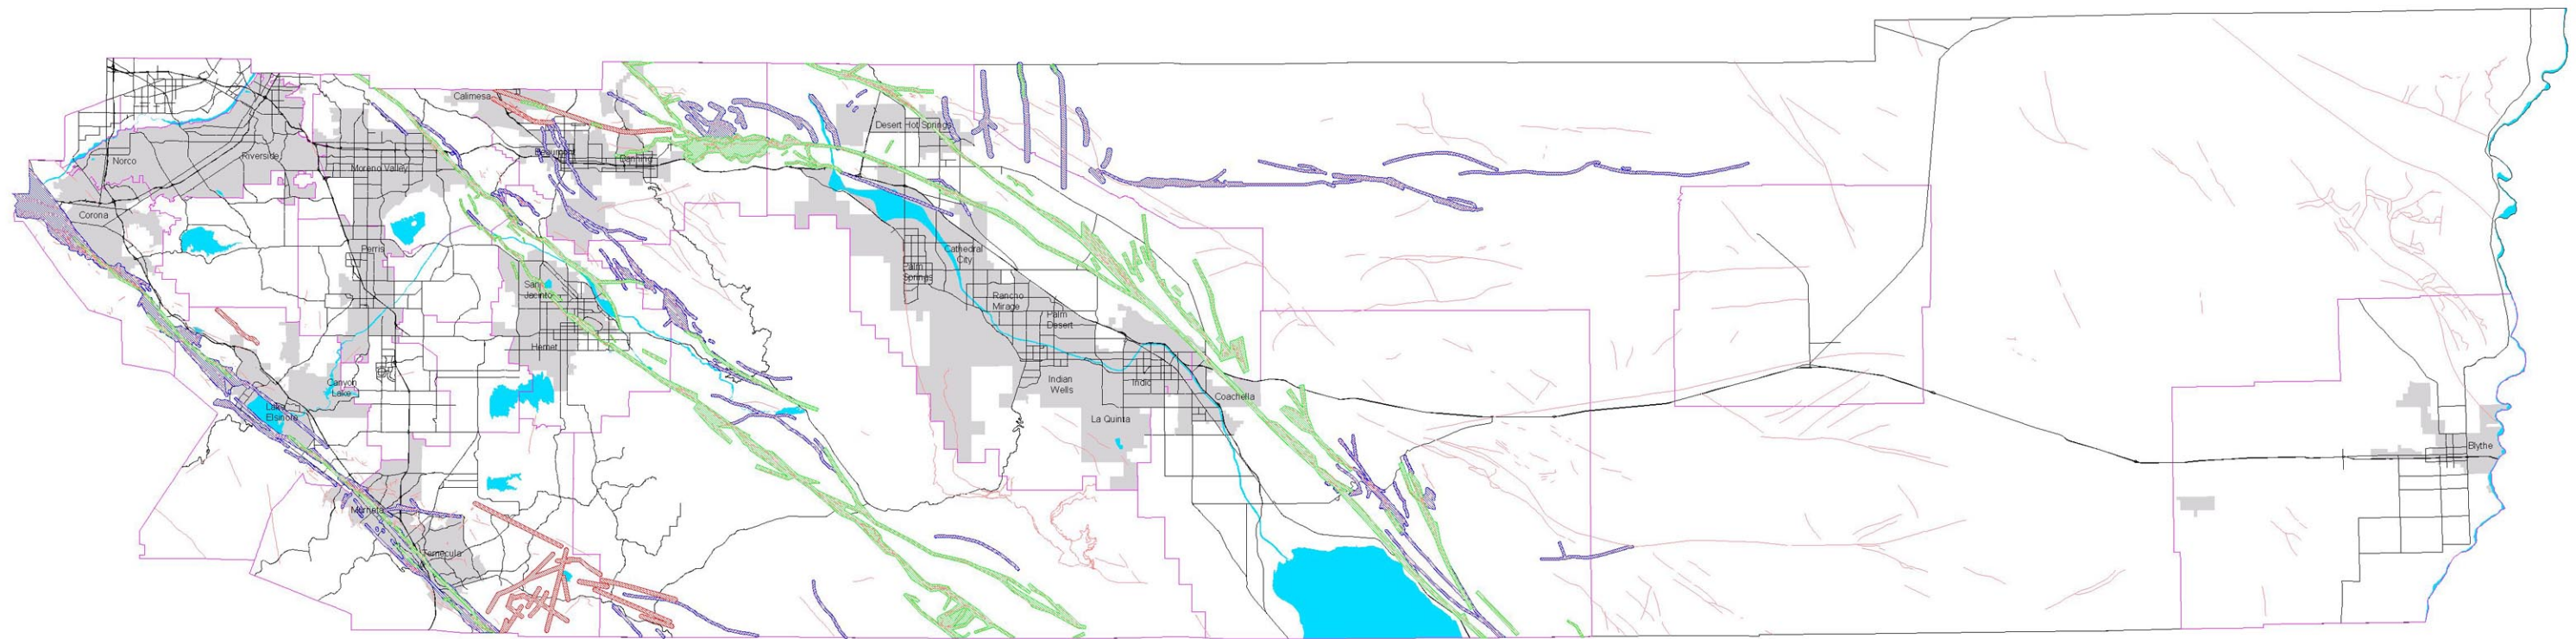 Calimesa
Desert Hot Springs
Norco
Riverside
Moreno Valley
Beaumont
Banning
Corona
Perris
Cathedral
City
Palm
Springs
San
Jacinto
Rancho
Mirage
Palm
Desert
Hemet
Canyon
Lake
Indian
Wells
Indio
Coachella
Lake
Elsinore
La Quinta
Blythe
Murrieta
Temecula